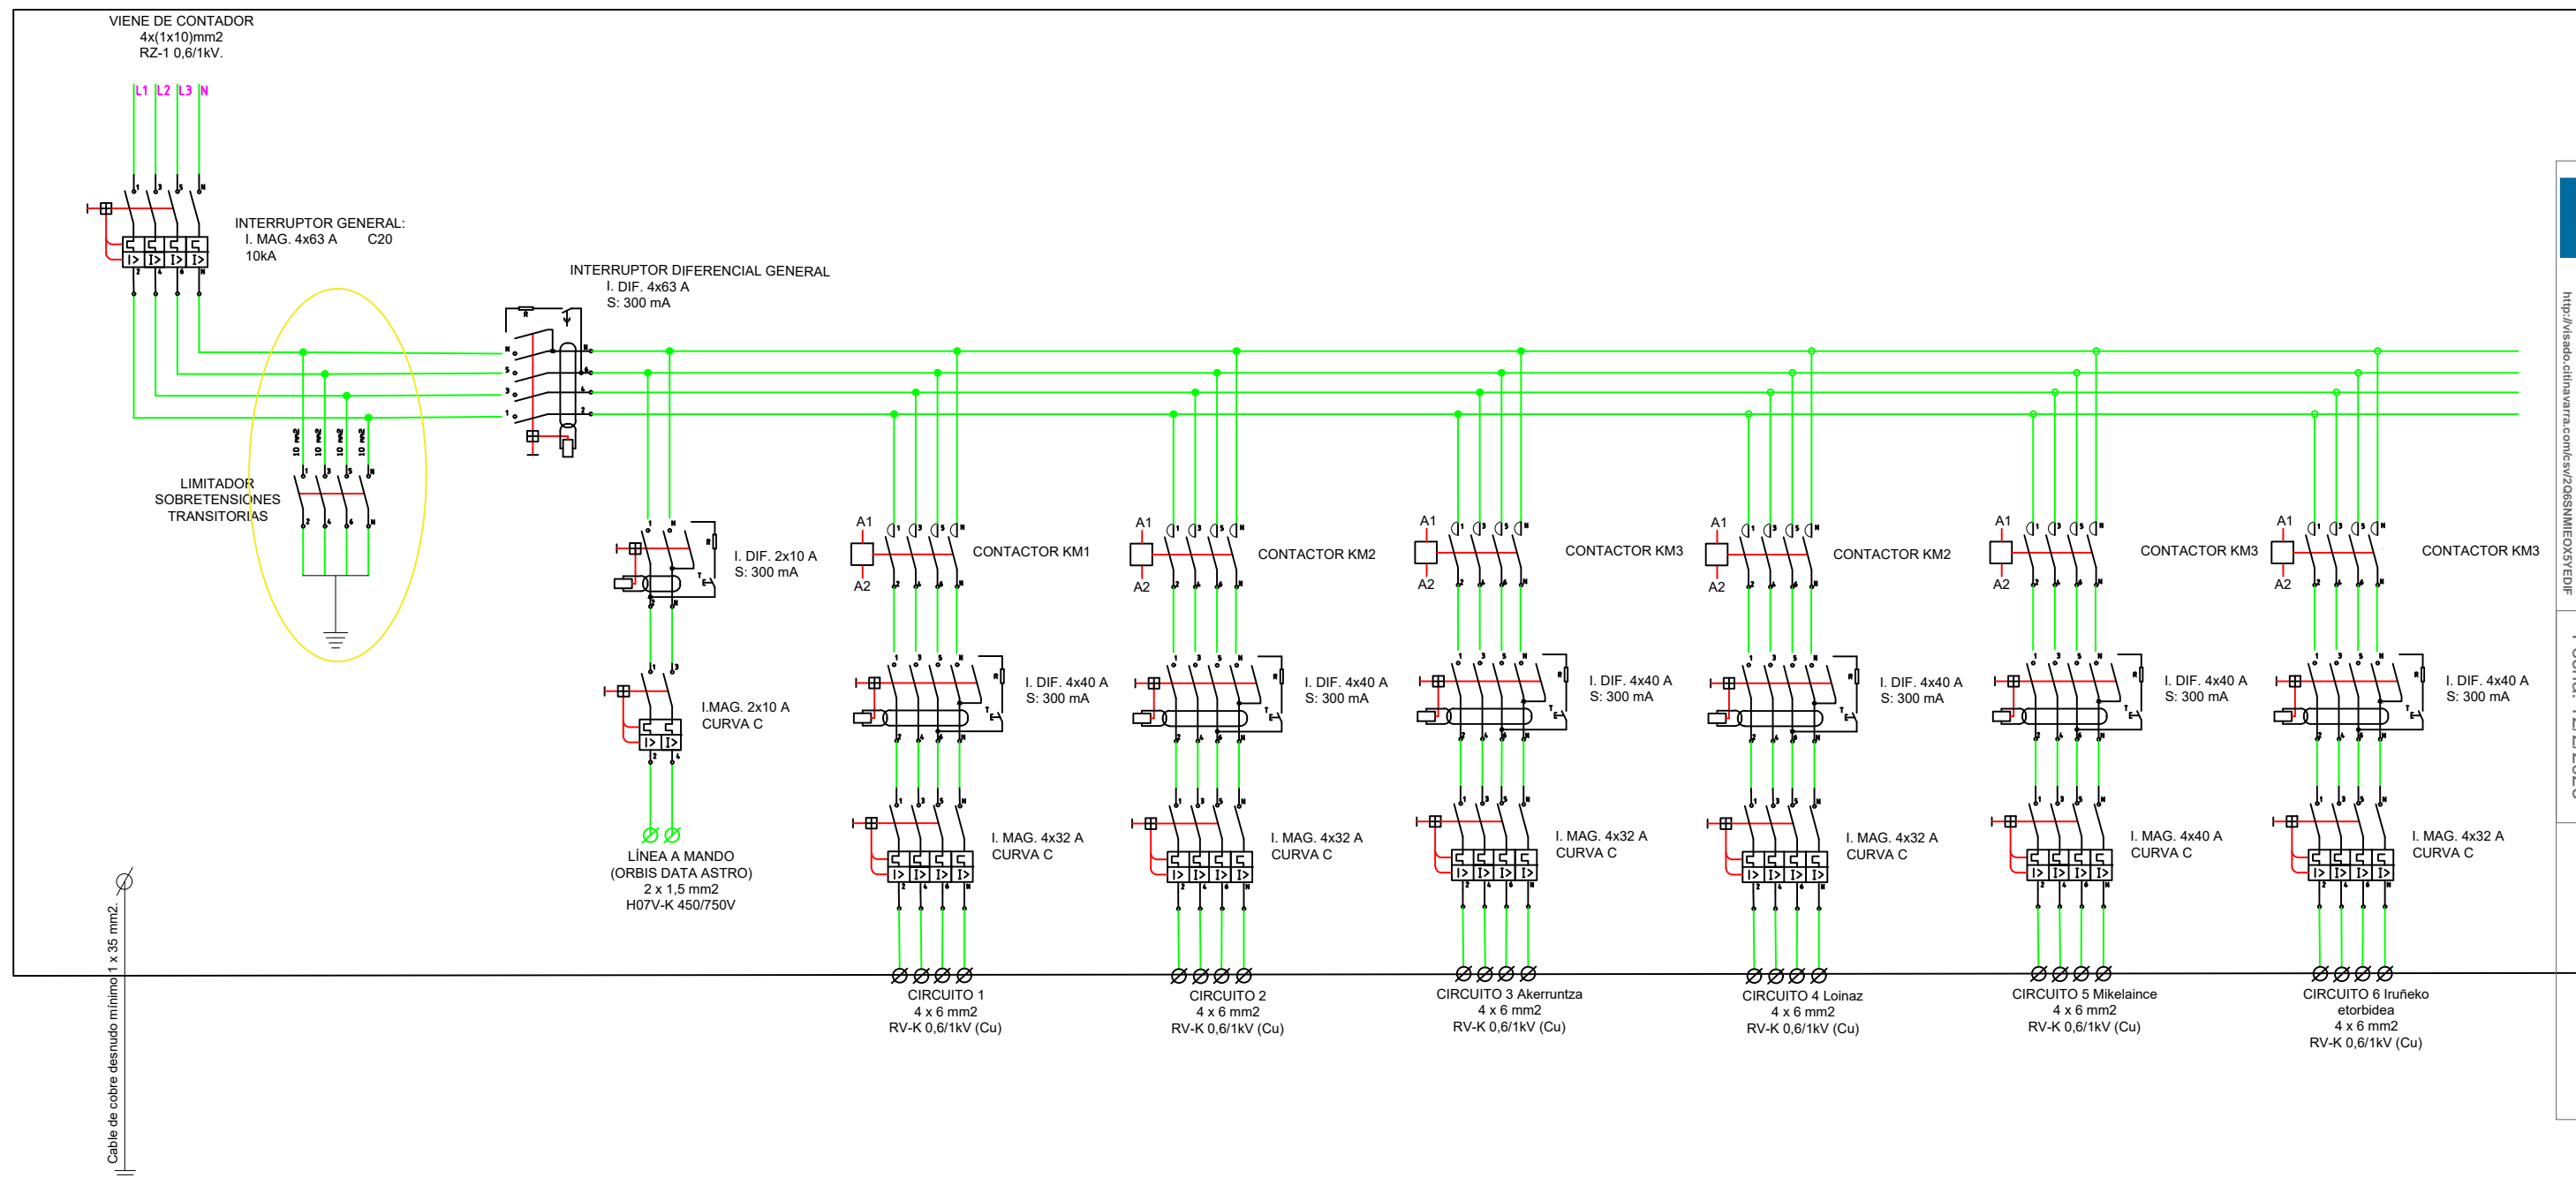 VIENE DE CONTADOR
4x(1x10)mm2
RZ-1 0,6/1kV.
L1 L2 L3 N
INTERRUPTOR GENERAL:
I. MAG. 4x63 A C20
10kA
INTERRUPTOR DIFERENCIAL GENERAL
I. DIF. 4x63 A
S: 300 mA
10 mm2 10 mm2 10 mm2 10 mm2
LIMITADOR
SOBRETENSIONES
TRANSITORIAS
I. DIF. 2x10 A
S: 300 mA
I.MAG. 2x10 A
CURVA C
LÍNEA A MANDO
(ORBIS DATA ASTRO)
2 x 1,5 mm2
H07V-K 450/750V
A1
A2
CONTACTOR KM1
I. DIF. 4x40 A
S: 300 mA
I. MAG. 4x32 A
CURVA C
CIRCUITO 1
4 x 6 mm2
RV-K 0,6/1kV (Cu)
A1
A2
CONTACTOR KM2
I. DIF. 4x40 A
S: 300 mA
I. MAG. 4x32 A
CURVA C
CIRCUITO 2
4 x 6 mm2
RV-K 0,6/1kV (Cu)
A1
A2
CONTACTOR KM3
I. DIF. 4x40 A
S: 300 mA
I. MAG. 4x32 A
CURVA C
CIRCUITO 3 Akerruntza
4 x 6 mm2
RV-K 0,6/1kV (Cu)
A1
A2
CONTACTOR KM2
I. DIF. 4x40 A
S: 300 mA
I. MAG. 4x32 A
CURVA C
CIRCUITO 4 Loinaz
4 x 6 mm2
RV-K 0,6/1kV (Cu)
A1
A2
CONTACTOR KM3
I. DIF. 4x40 A
S: 300 mA
I. MAG. 4x40 A
CURVA C
CIRCUITO 5 Mikelaince
4 x 6 mm2
RV-K 0,6/1kV (Cu)
A1
A2
CONTACTOR KM3
I. DIF. 4x40 A
S: 300 mA
I. MAG. 4x32 A
CURVA C
CIRCUITO 6 Iruñeko
etorbidea
4 x 6 mm2
RV-K 0,6/1kV (Cu)
Cable de cobre desnudo mínimo 1 x 35 mm2.
http://visado.citinavarra.com/csv/2Q6SNMIEOX5YEDIF